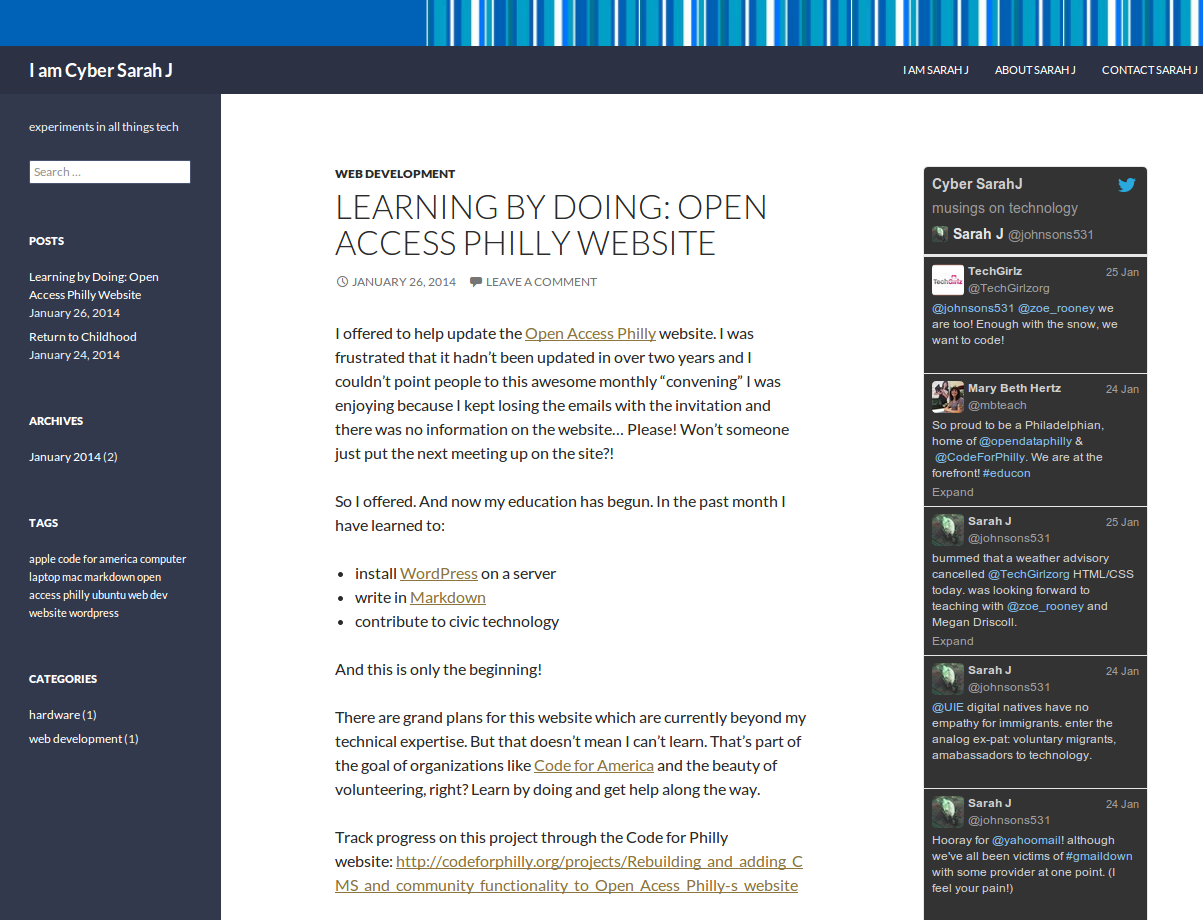 I am Cyber Sarah J
I AM SARAH J
ABOUT SARAH J
CONTACT SARAH J
experiments in all things tech
Search ...
POSTS
Learning by Doing: Open
Access Philly Website
January 26, 2014
Return to Childhood
January 24, 2014
ARCHIVES
January 2014 (2)
TAGS
apple code for america computer
laptop mac markdown open
access philly ubuntu web dev
website wordpress
CATEGORIES
hardware (1)
web development (1)
WEB DEVELOPMENT
LEARNING BY DOING: OPEN
ACCESS PHILLY WEBSITE
JANUARY 26, 2014 LEAVE A COMMENT
I offered to help update the Open Access Philly website. I was
frustrated that it hadn’t been updated in over two years and I
couldn’t point people to this awesome monthly “convening” I was
enjoying because I kept losing the emails with the invitation and
there was no information on the website… Please! Won’t someone
just put the next meeting up on the site?!
So I offered. And now my education has begun. In the past month I
have learned to:
• install WordPress on a server
• write in Markdown
• contribute to civic technology
And this is only the beginning!
There are grand plans for this website which are currently beyond my
technical expertise. But that doesn’t mean I can’t learn. That’s part of
the goal of organizations like Code for America and the beauty of
volunteering, right? Learn by doing and get help along the way.
Track progress on this project through the Code for Philly
website: http://codeforphilly.org/projects/Rebuilding_and_adding_C
MS_and_community_functionality_to_Open_Acess_Philly-s_website
Cyber SarahJ
musings on technology
Sarah J @johnsons531
TechGirlz
TechGirlz 25 Jan
@TechGirlzorg
@johnsons531 @zoe_rooney we
are too! Enough with the snow, we
want to code!
Mary Beth Hertz 24 Jan
@mbteach
So proud to be a Philadelphian,
home of @opendataphilly &
@CodeForPhilly. We are at the
forefront! #educon
Expand
Sarah J 25 Jan
@johnsons531
bummed that a weather advisory
cancelled @TechGirlzorg HTML/CSS
today. was looking forward to
teaching with @zoe_rooney and
Megan Driscoll.
Expand
Sarah J 24 Jan
@johnsons531
@UIE digital natives have no
empathy for immigrants. enter the
analog ex-pat: voluntary migrants,
amabassadors to technology.
Sarah J 24 Jan
@johnsons531
Hooray for @yahoomail! although
we've all been victims of #gmaildown
with some provider at one point. (I
feel your pain!)